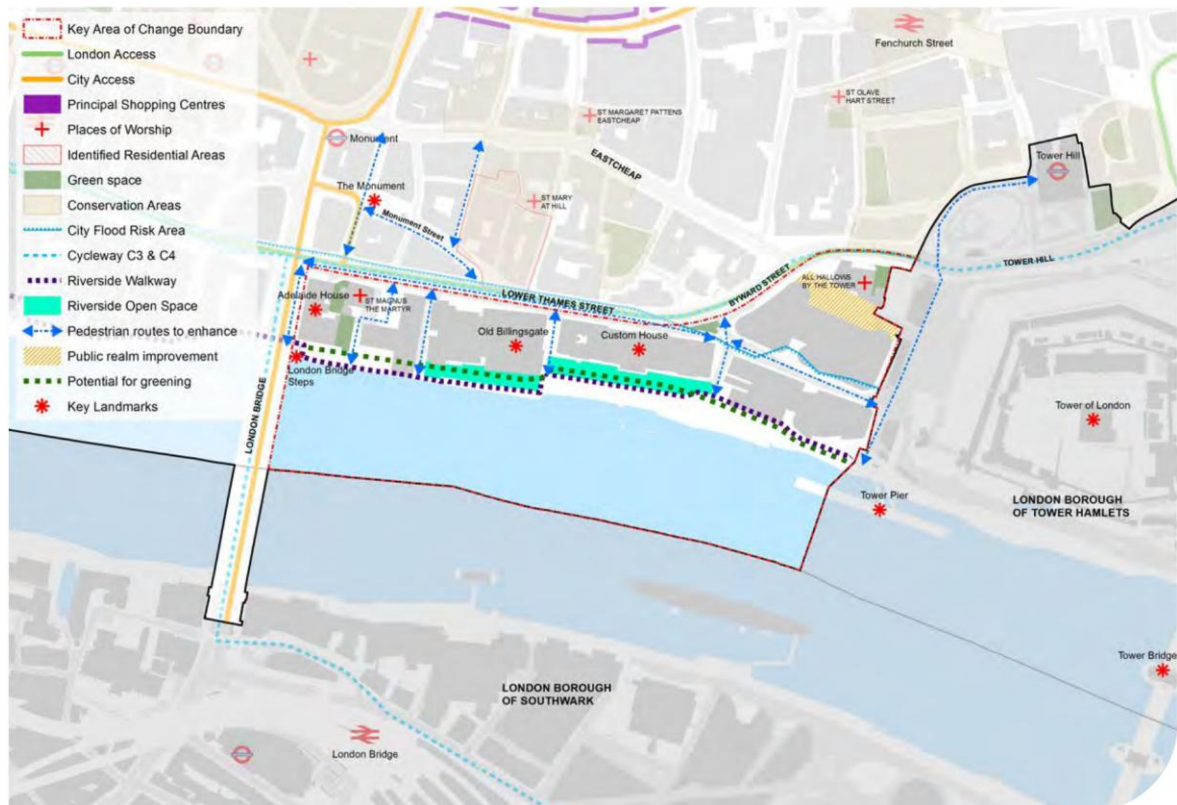 Key Area of Change Boundary
London Access
City Access
Principal Shopping Centres
Places of Worship
Identified Residential Areas
Green space
Conservation Areas
City Flood Risk Area
Cycleway C3 & C4
Riverside Walkway
Riverside Open Space
Pedestrian routes to enhance
Public realm improvement
Potential for greening
Key Landmarks
Fenchurch Street
ST OLAVE
HART STREET
ST MARGARET PATTENS
EASTCHEAP
Monument
EASTCHEAP
Tower Hill
The Monument
ST MARY
AT HILL
Monument Street
TOWER HILL
BYWARD STREET
ALL HALLOWS
BY THE TOWER
LOWER THAMES STREET
Adelaide House
ST MAGNUS
THE MARTYR
Old Billingsgate
Custom House
London Bridge
Steps
LONDON BRIDGE
Tower of London
Tower Pier
LONDON BOROUGH
OF TOWER HAMLETS
Tower Bridge
LONDON BOROUGH
OF SOUTHWARK
London Bridge